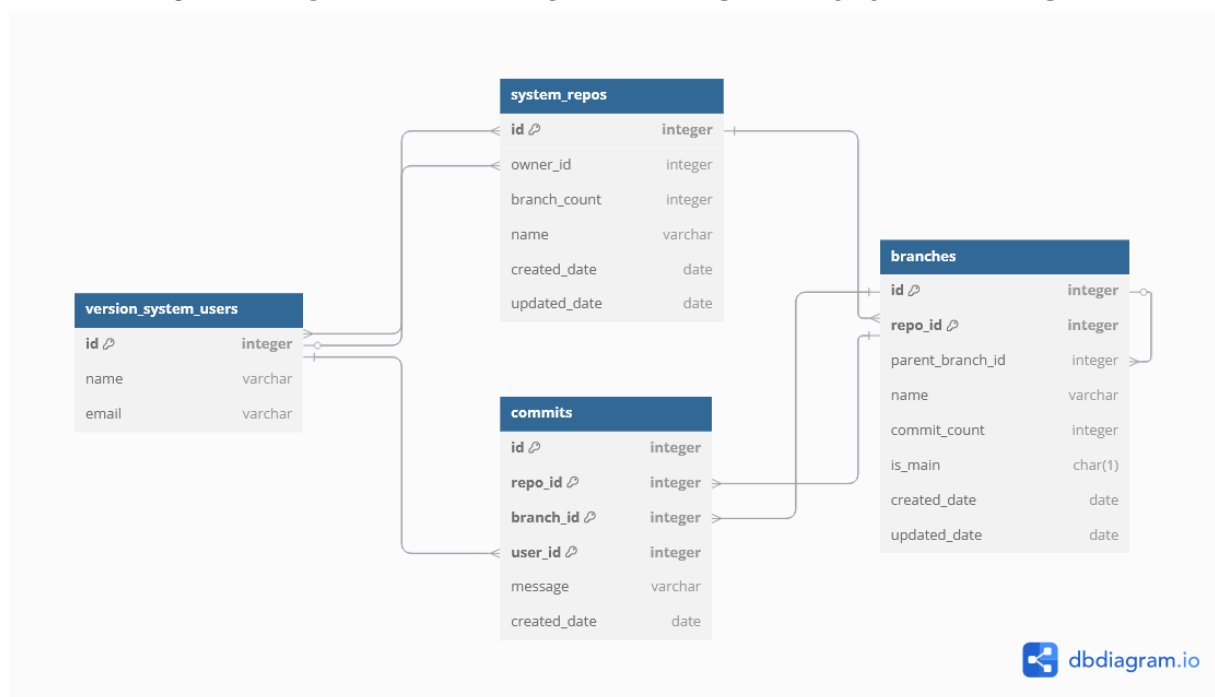 system_repos
id integer
owner_id integer
branch_count integer
name varchar
created_date date
updated_date date
version_system_users
id integer
name varchar
email varchar
commits
id integer
repo_id integer
branch_id integer
user_id integer
message varchar
created_date date
branches
id integer
repo_id integer
parent_branch_id integer
name varchar
commit_count integer
is_main char(1)
created_date date
updated_date date
dbdiagram.io